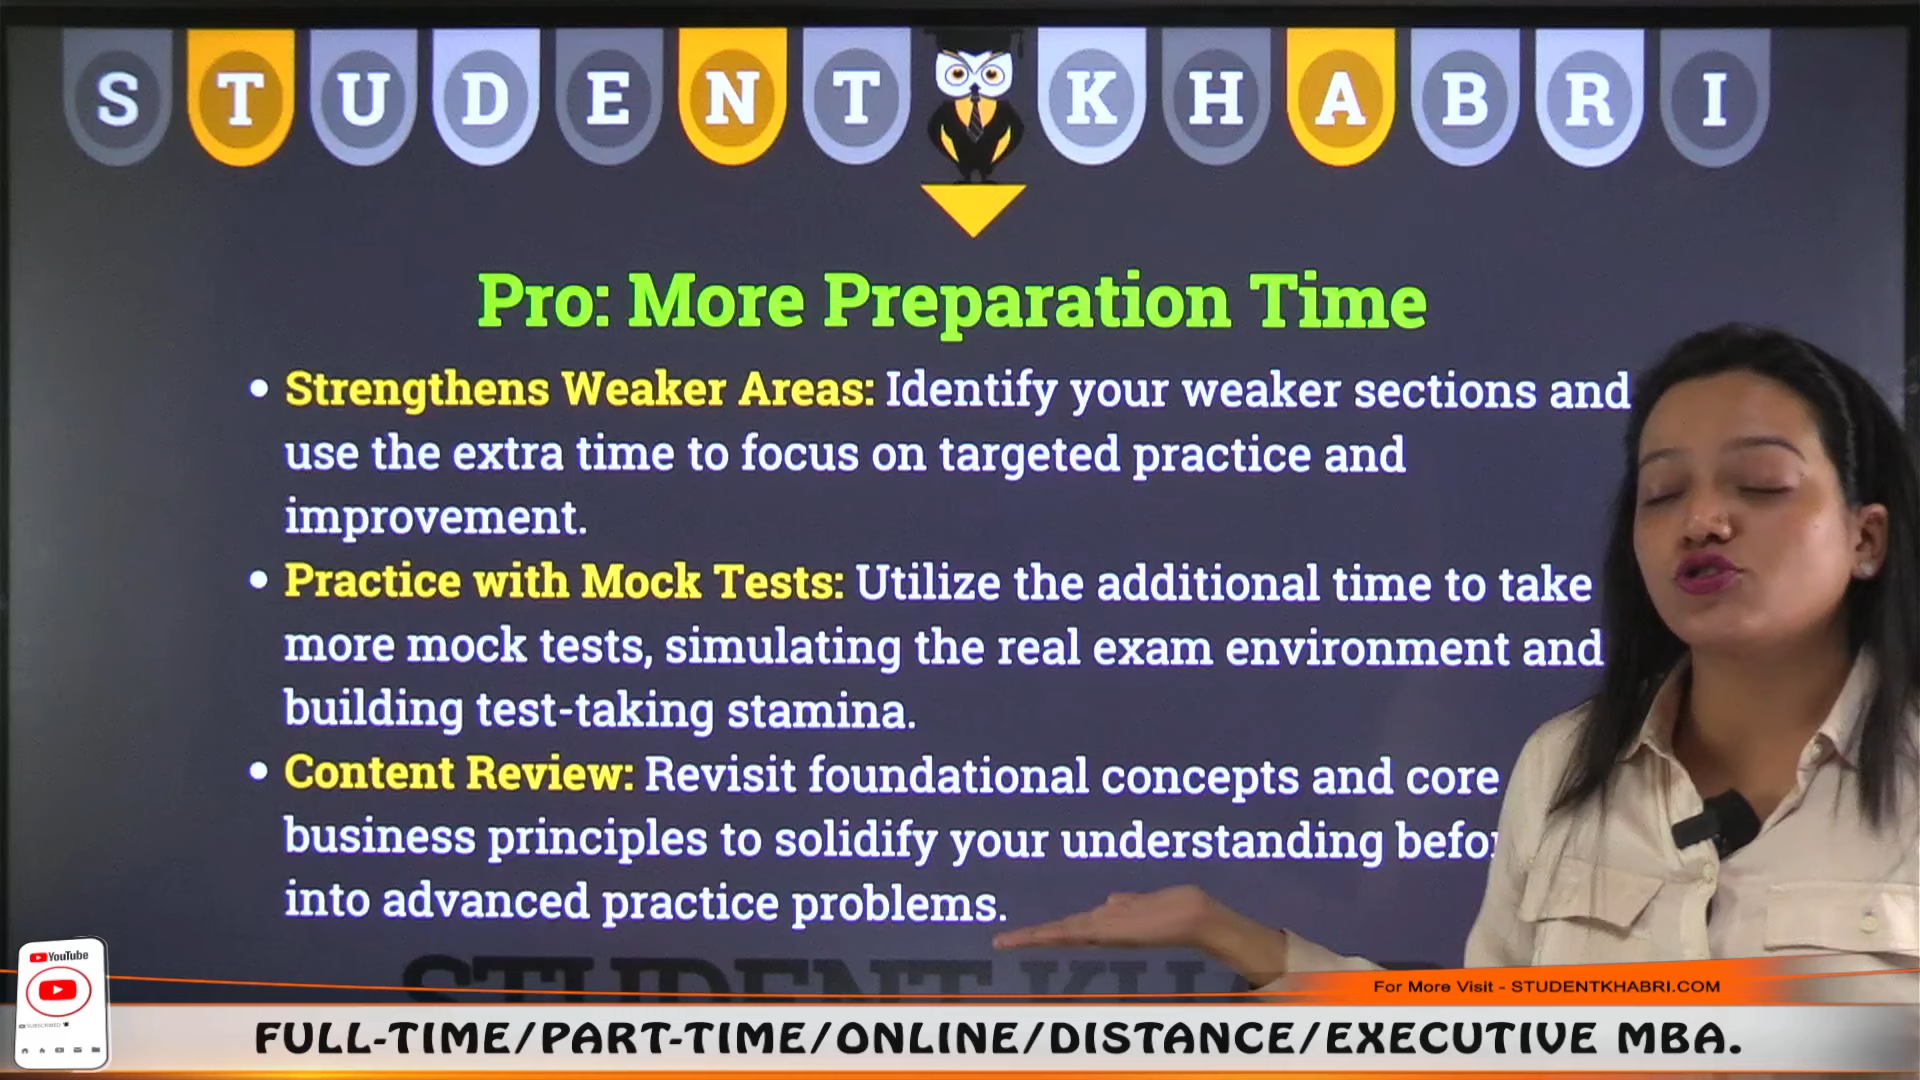 STUDENT KHABRI
Pro: More Preparation Time
• Strengthens Weaker Areas: Identify your weaker sections and
use the extra time to focus on targeted practice and
improvement.
• Practice with Mock Tests: Utilize the additional time to take
more mock tests, simulating the real exam environment and
building test-taking stamina.
• Content Review: Revisit foundational concepts and core
business principles to solidify your understanding
into advanced practice problems.
STUDENT
YouTube
SUBSCRIBED
For More Visit - STUDENTKHABRI.COM
FULL-TIME/PART-TIME/ONLINE/DISTANCE/EXECUTIVE MBA.